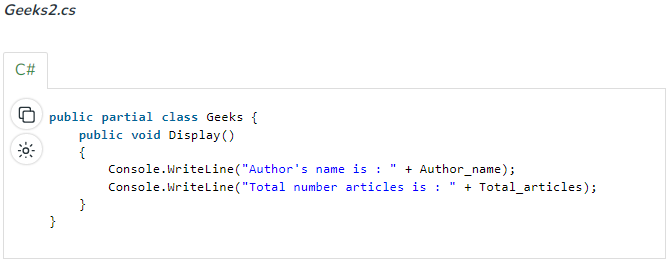 Geeks2.cs
C#
public partial class Geeks {
    public void Display()
    {
        Console.WriteLine("Author's name is : " + Author_name);
        Console.WriteLine("Total number articles is : " + Total_articles);
    }
}